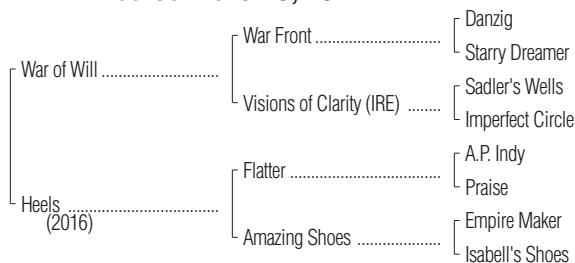 Danzig
War Front ....................................
Starry Dreamer
War of Will .................................
Sadler's Wells
Visions of Clarity (IRE) ........
Imperfect Circle
A.P. Indy
Flatter ...........................................
Praise
Heels ...........................................
(2016)
Empire Maker
Amazing Shoes .......................
Isabell's Shoes